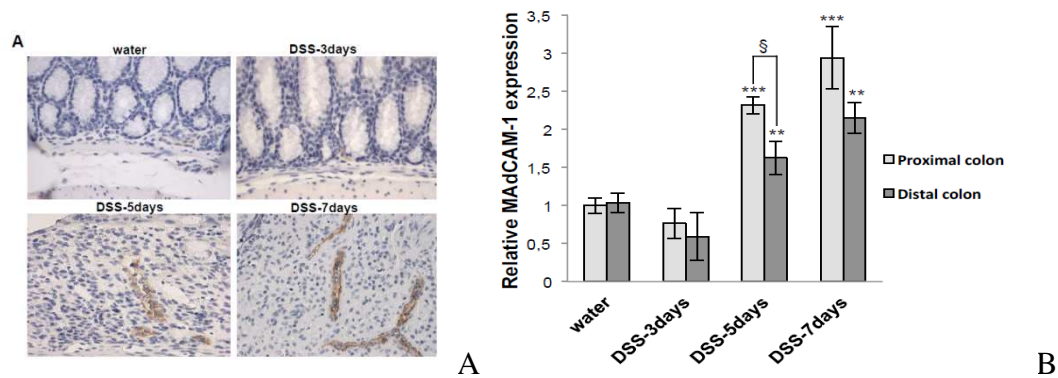 A
water
DSS-3days
DSS-5days
DSS-7days
A
Relative MAdCAM-1 expression
3,5
3
2,5
2
1,5
1
0,5
0
***
**
§
***
**
water
DSS-3days
DSS-5days
DSS-7days
Proximal colon
Distal colon
B